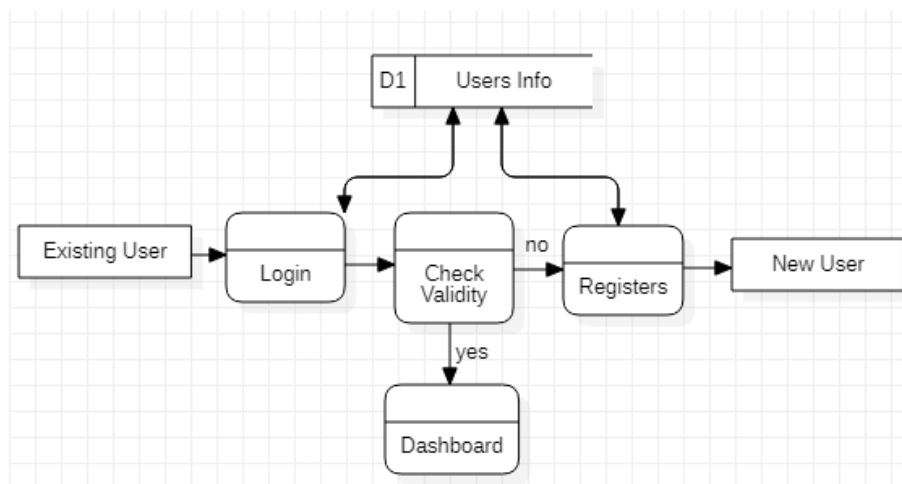 D1 Users Info
Existing User
Login
Check
Validity
no
Registers
New User
yes
Dashboard